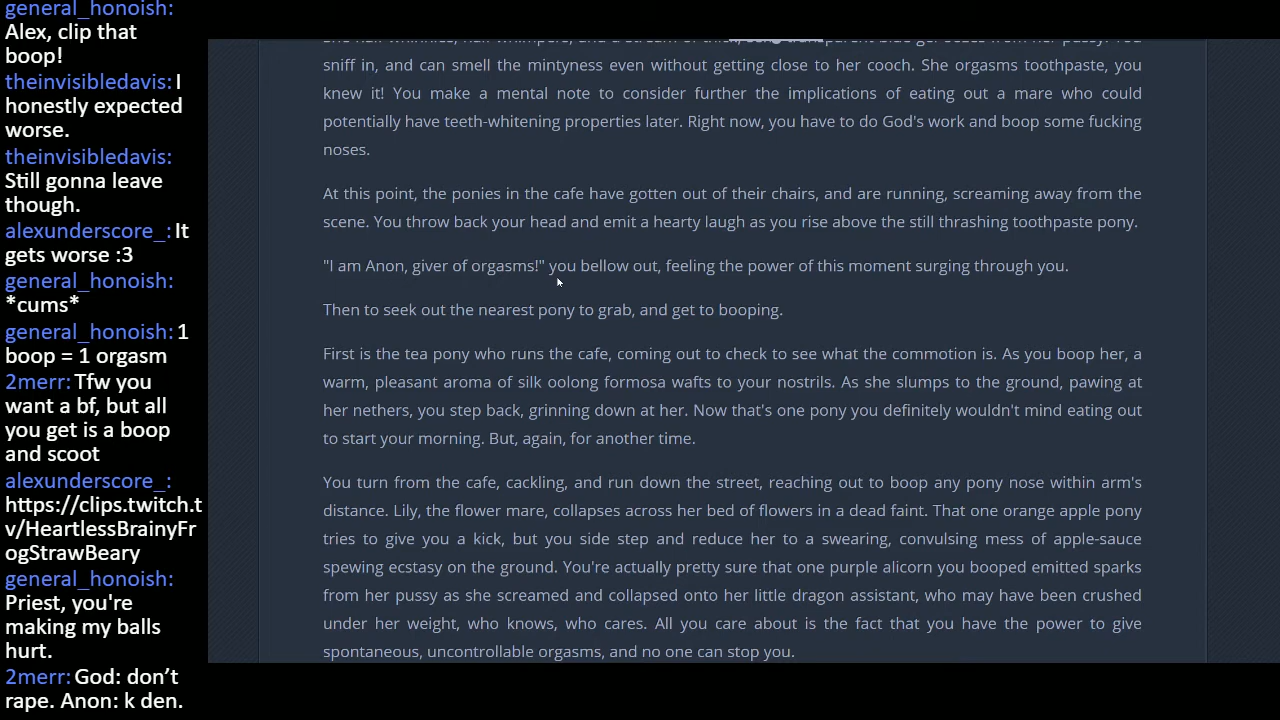 general_honoish:
Alex, clip that
boop!
theinvisibledavis: I
honestly expected
worse.
theinvisibledavis:
Still gonna leave
though.
alexunderscore_: It
gets worse :3
general_honoish:
*cums*
general_honoish: 1
boop = 1 orgasm
2merr: Tfw you
want a bf, but all
you get is a boop
and scoot
alexunderscore_:
https://clips.twitch.t
v/HeartlessBrainyFr
ogStrawBeary
general_honoish:
Priest, you're
making my balls
hurt.
2merr: God: don’t
rape. Anon: k den.
sniff in, and can smell the mintyness even without getting close to her cooch. She orgasms toothpaste, you
knew it! You make a mental note to consider further the implications of eating out a mare who could
potentially have teeth-whitening properties later. Right now, you have to do God's work and boop some fucking
noses.
At this point, the ponies in the cafe have gotten out of their chairs, and are running, screaming away from the
scene. You throw back your head and emit a hearty laugh as you rise above the still thrashing toothpaste pony.
"I am Anon, giver of orgasms!" you bellow out, feeling the power of this moment surging through you.
Then to seek out the nearest pony to grab, and get to booping.
First is the tea pony who runs the cafe, coming out to check to see what the commotion is. As you boop her, a
warm, pleasant aroma of silk oolong formosa wafts to your nostrils. As she slumps to the ground, pawing at
her nethers, you step back, grinning down at her. Now that's one pony you definitely wouldn't mind eating out
to start your morning. But, again, for another time.
You turn from the cafe, cackling, and run down the street, reaching out to boop any pony nose within arm's
distance. Lily, the flower mare, collapses across her bed of flowers in a dead faint. That one orange apple pony
tries to give you a kick, but you side step and reduce her to a swearing, convulsing mess of apple-sauce
spewing ecstasy on the ground. You're actually pretty sure that one purple alicorn you booped emitted sparks
from her pussy as she screamed and collapsed onto her little dragon assistant, who may have been crushed
under her weight, who knows, who cares. All you care about is the fact that you have the power to give
spontaneous, uncontrollable orgasms, and no one can stop you.